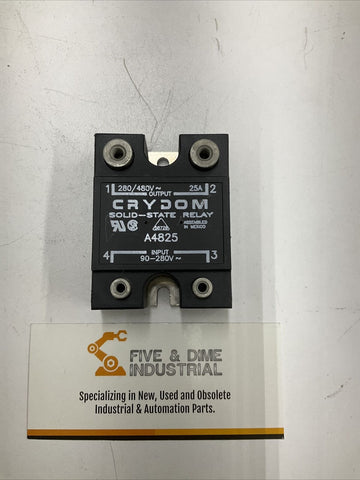 1 280/480V~ 25A 2
OUTPUT
CRYDOM
SOLID-STATE RELAY
ASSEMBLED
IN MEXICO
A4825
4 INPUT 3
90-280V~
FIVE & DIME
INDUSTRIAL
Specializing in New, Used and Obsolete
Industrial & Automation Parts.